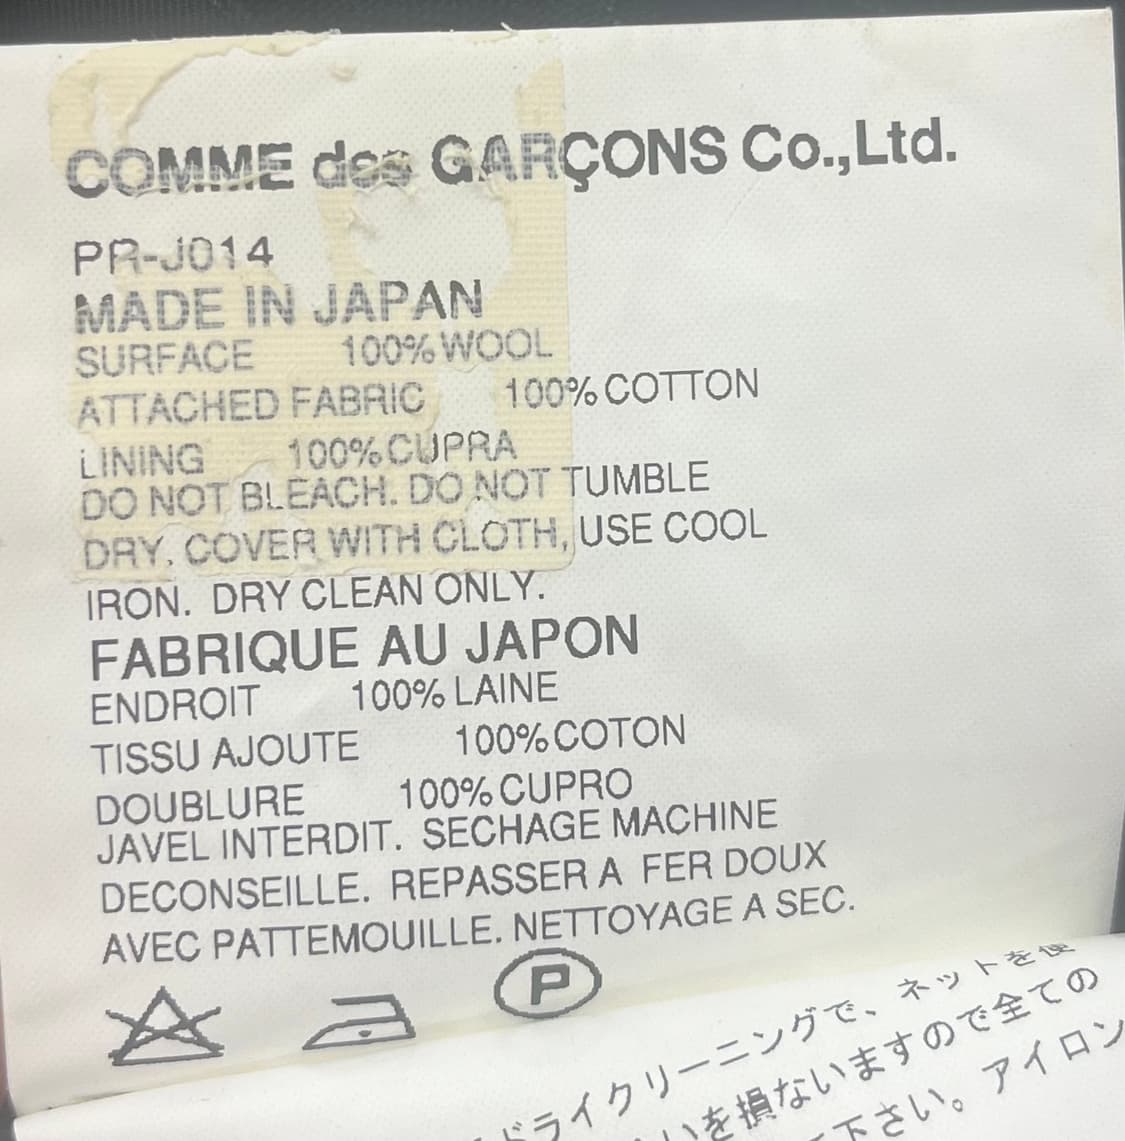 COMME des GARÇONS Co.,Ltd.
PR-J014
MADE IN JAPAN
SURFACE 100% WOOL
ATTACHED FABRIC 100% COTTON
LINING 100% CUPRA
DO NOT BLEACH. DO NOT TUMBLE
DRY. COVER WITH CLOTH, USE COOL
IRON. DRY CLEAN ONLY.
FABRIQUE AU JAPON
ENDROIT 100% LAINE
TISSU AJOUTE 100% COTON
DOUBLURE 100% CUPRO
JAVEL INTERDIT. SECHAGE MACHINE
DECONSEILLE. REPASSER A FER DOUX
AVEC PATTEMOUILLE. NETTOYAGE A SEC.
P
ドライクリーニングで、ネットを使
いを損ないますので全ての
下さい。アイロン